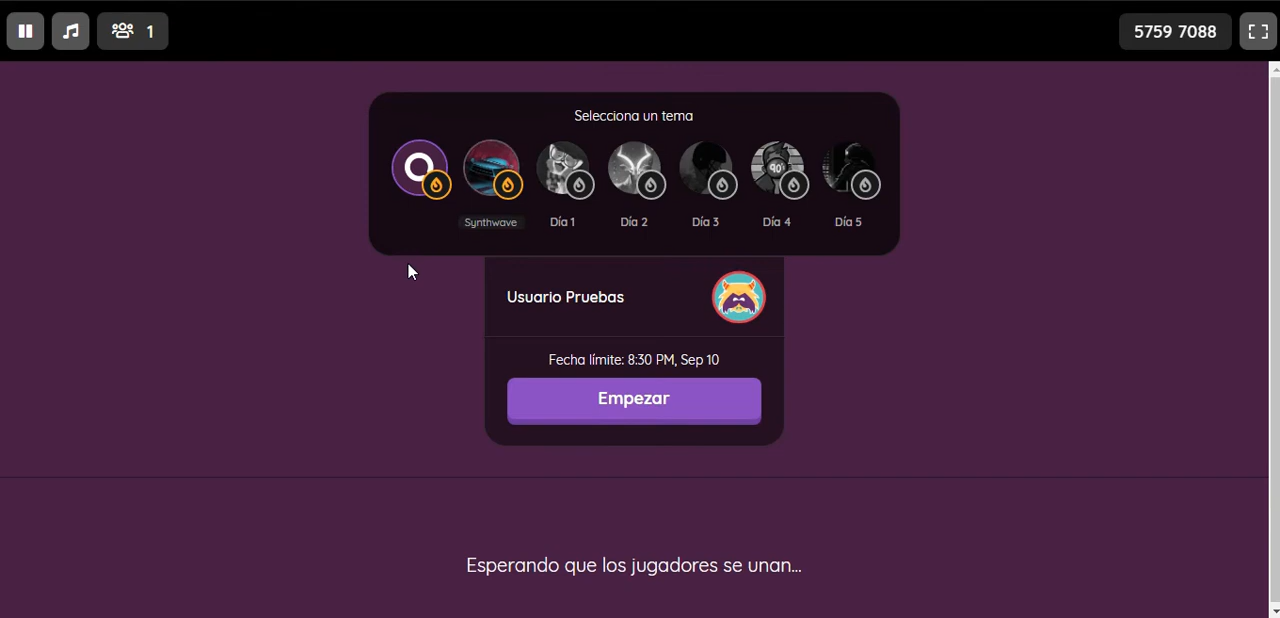 1
5759 7088
Selecciona un tema
90's
Synthwave
Día 1
Día 2
Día 3
Día 4
Día 5
Usuario Pruebas
Fecha límite: 8:30 PM, Sep 10
Empezar
Esperando que los jugadores se unan...